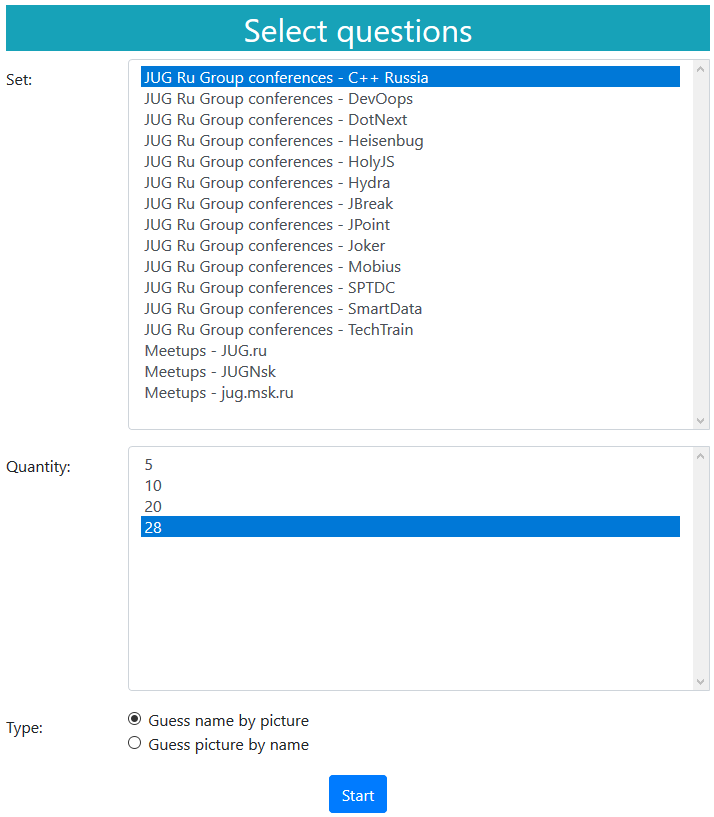 Select questions
Set:
JUG Ru Group conferences - C++ Russia
JUG Ru Group conferences - DevOops
JUG Ru Group conferences - DotNext
JUG Ru Group conferences - Heisenbug
JUG Ru Group conferences - HolyJS
JUG Ru Group conferences - Hydra
JUG Ru Group conferences - JBreak
JUG Ru Group conferences - JPoint
JUG Ru Group conferences - Joker
JUG Ru Group conferences - Mobius
JUG Ru Group conferences - SPTDC
JUG Ru Group conferences - SmartData
JUG Ru Group conferences - TechTrain
Meetups - JUG.ru
Meetups - JUGNsk
Meetups - jug.msk.ru
Quantity:
5
10
20
28
Type:
Guess name by picture
Guess picture by name
Start